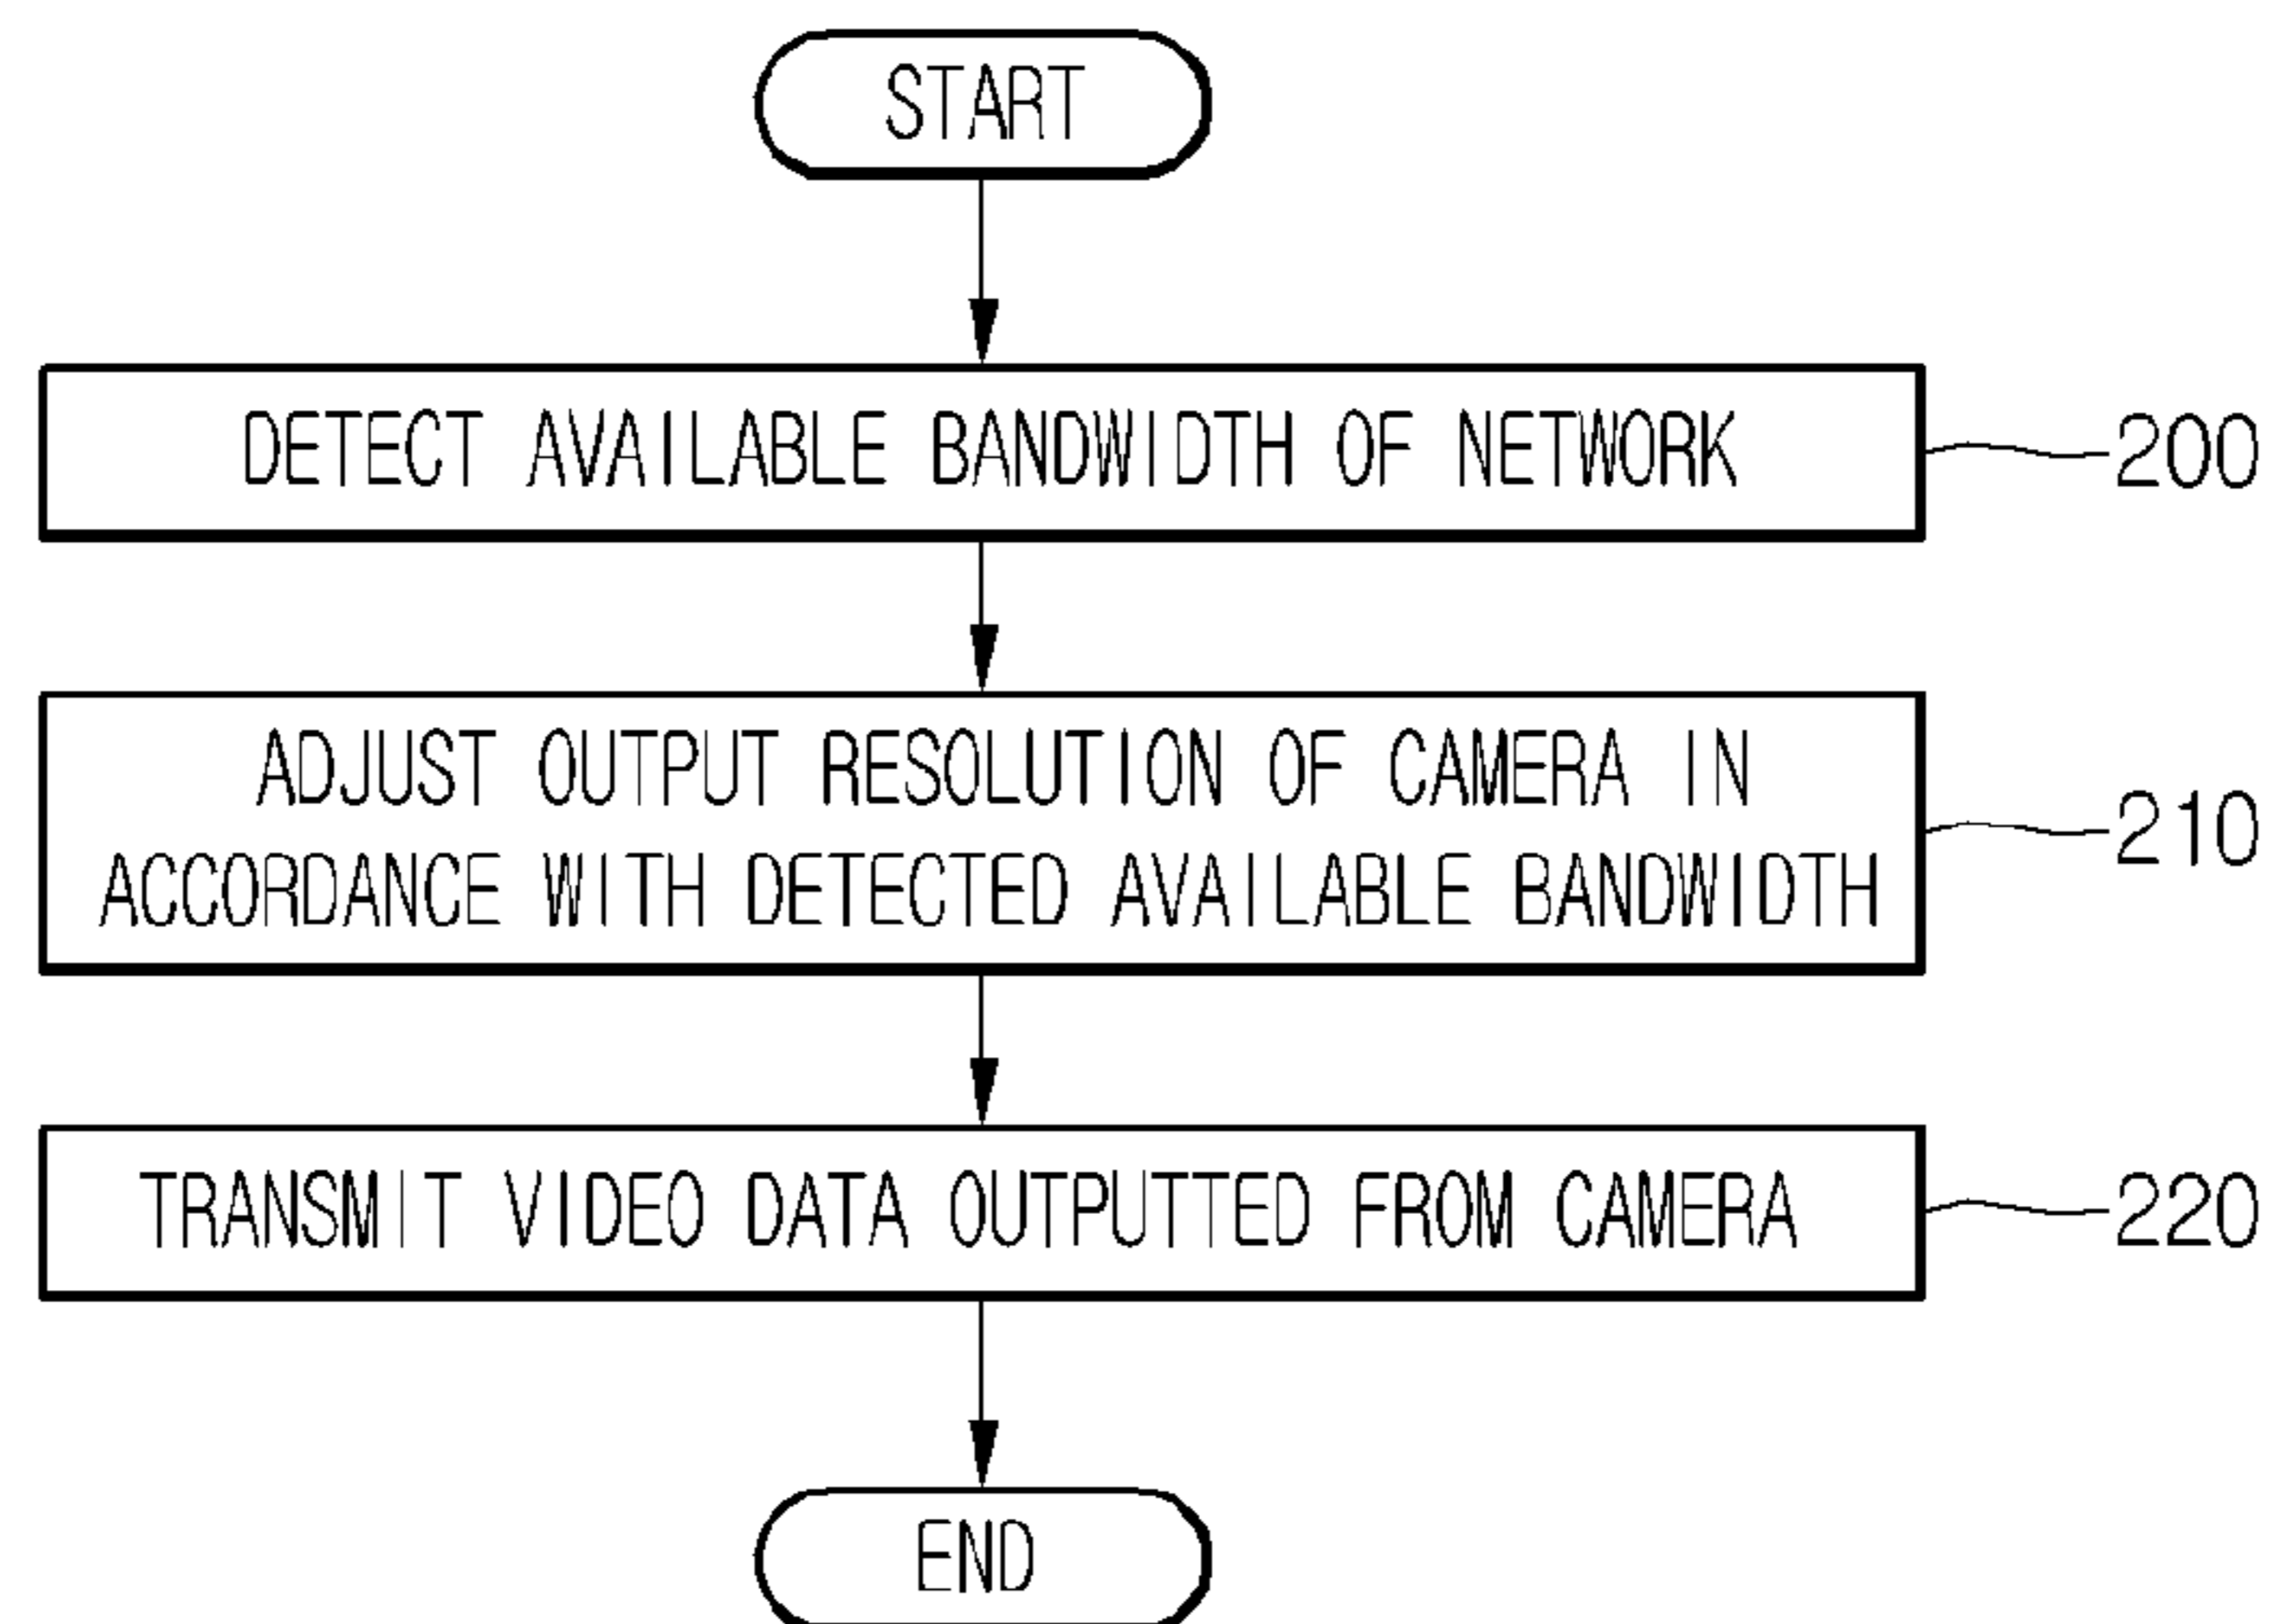 START
DETECT AVAILABLE BANDWIDTH OF NETWORK
200
ADJUST OUTPUT RESOLUTION OF CAMERA IN
ACCORDANCE WITH DETECTED AVAILABLE BANDWIDTH
210
TRANSMIT VIDEO DATA OUTPUTTED FROM CAMERA
220
END